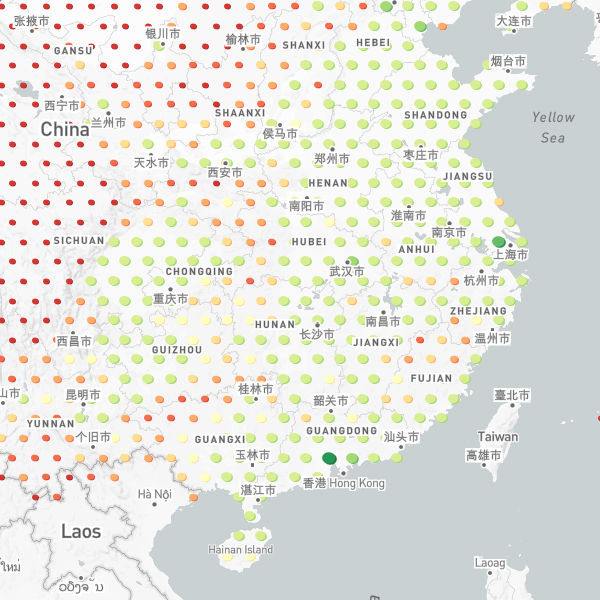 张掖市
银川市
榆林市
SHANXI
HEBEI
大连市
GANSU
烟台市
西宁市
SHAANXI
SHANDONG
Yellow
Sea
China
兰州市
侯马市
天水市
西安市
郑州市
枣庄市
HENAN
JIANGSU
南阳市
淮南市
南京市
SICHUAN
HUBEI
ANHUI
上海市
CHONGQING
武汉市
杭州市
重庆市
ZHEJIANG
HUNAN
南昌市
西昌市
长沙市
温州市
GUIZHOU
JIANGXI
FUJIAN
山市
昆明市
桂林市
臺北市
韶关市
YUNNAN
个旧市
GUANGXI
GUANGDONG
汕头市
Taiwan
玉林市
高雄市
香港 Hong Kong
Hà Nội
湛江市
Laos
Hainan Island
ใหม่
Laoag